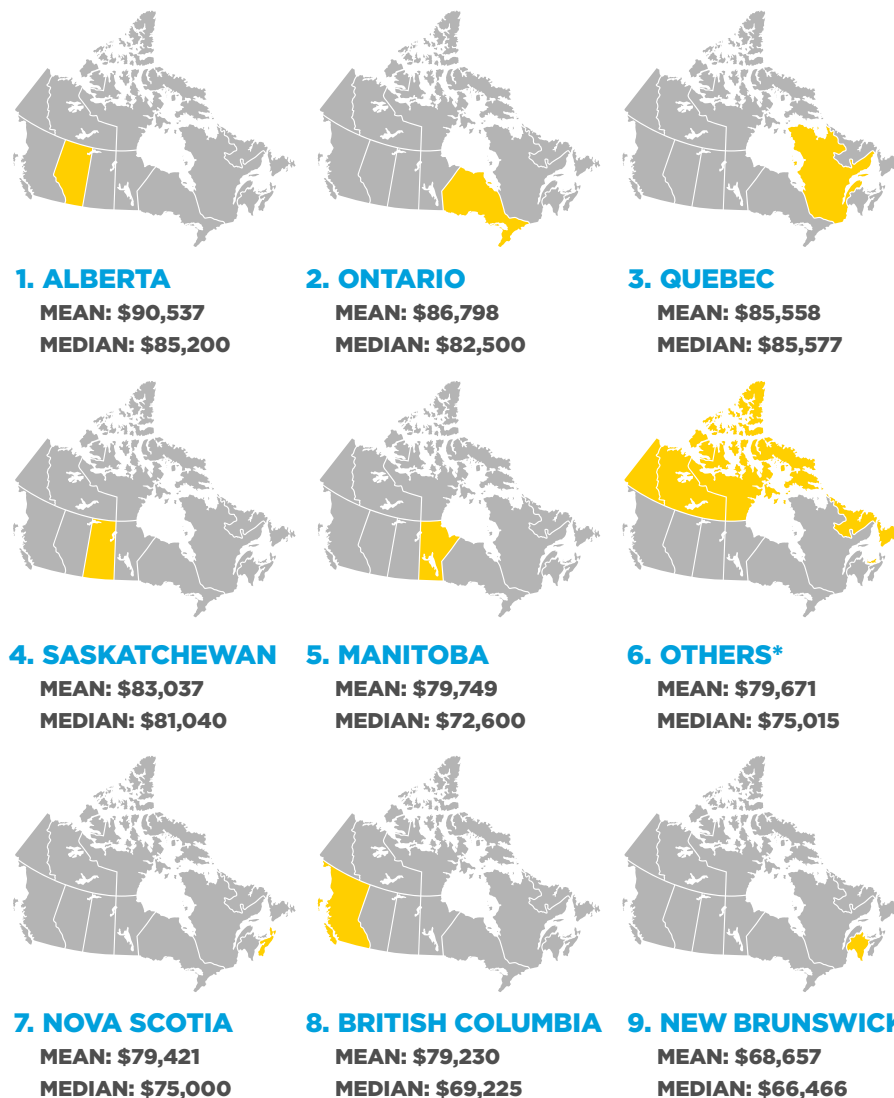 1. ALBERTA
MEAN: $90,537
MEDIAN: $85,200
2. ONTARIO
MEAN: $86,798
MEDIAN: $82,500
3. QUEBEC
MEAN: $85,558
MEDIAN: $85,577
4. SASKATCHEWAN
MEAN: $83,037
MEDIAN: $81,040
5. MANITOBA
MEAN: $79,749
MEDIAN: $72,600
6. OTHERS*
MEAN: $79,671
MEDIAN: $75,015
7. NOVA SCOTIA
MEAN: $79,421
MEDIAN: $75,000
8. BRITISH COLUMBIA
MEAN: $79,230
MEDIAN: $69,225
9. NEW BRUNSWICK
MEAN: $68,657
MEDIAN: $66,466